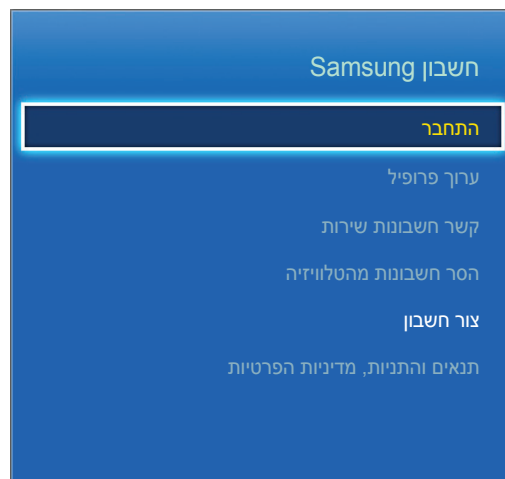 חשבון Samsung
התחבר
ערוך פרופיל
קשר חשבונות שירות
הסר חשבונות מהטלוויזיה
צור חשבון
תנאים והתניות, מדיניות הפרטיות